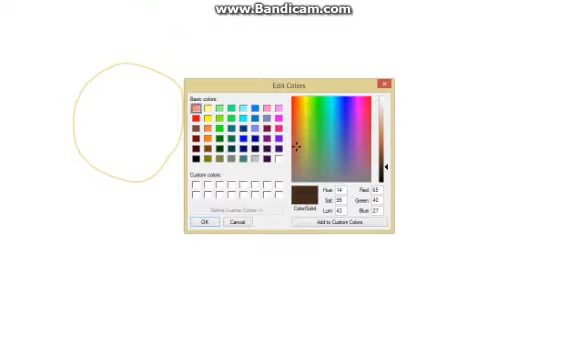 www.Bandicam.com
Edit Colors
Basic colors:
Custom colors:
Define Custom Colors >>
OK
Cancel
Color|Solid
Hue: 14
Sat:
Lum: 43
Red: 65
Green: 40
Blue: 27
Add to Custom Colors